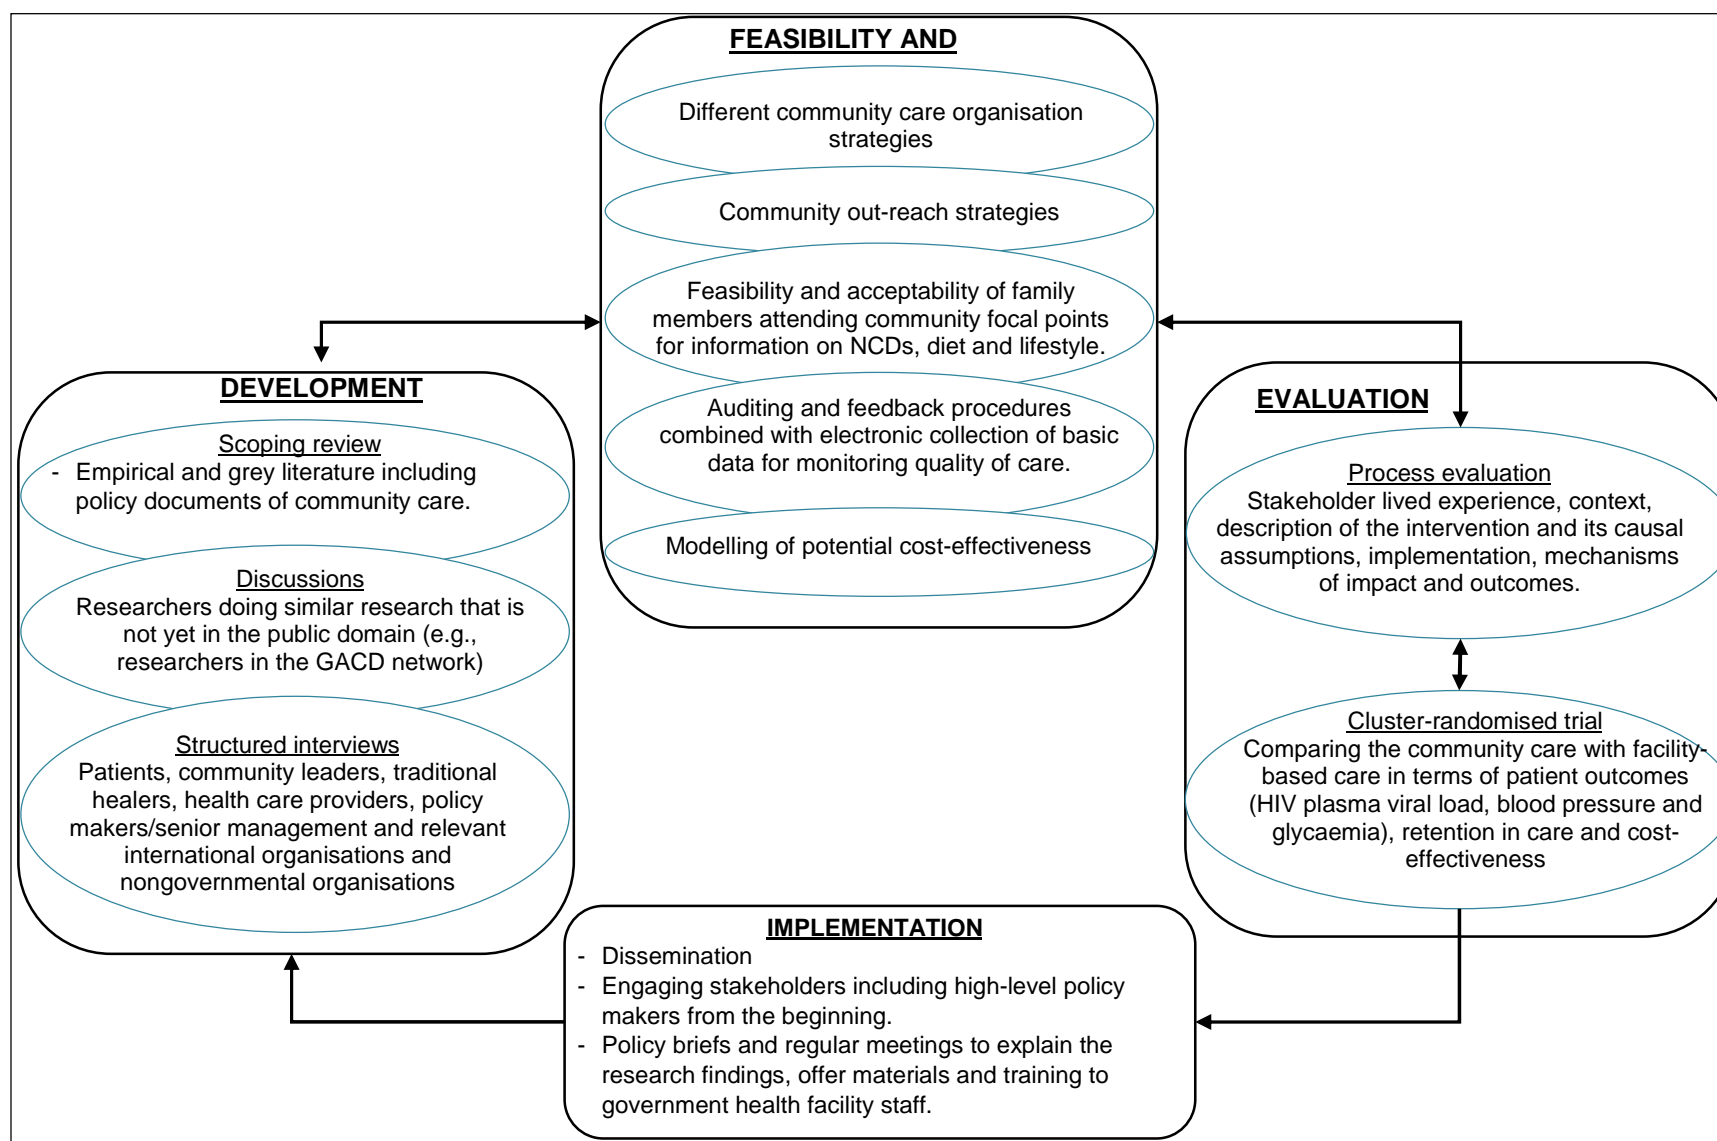 FEASIBILITY AND
Different community care organisation
strategies
Community out-reach strategies
Feasibility and acceptability of family
members attending community focal points
for information on NCDs, diet and lifestyle.
Auditing and feedback procedures
combined with electronic collection of basic
data for monitoring quality of care.
Modelling of potential cost-effectiveness
DEVELOPMENT
Scoping review
- Empirical and grey literature including
policy documents of community care.
Discussions
Researchers doing similar research that is
not yet in the public domain (e.g.,
researchers in the GACD network)
Structured interviews
Patients, community leaders, traditional
healers, health care providers, policy
makers/senior management and relevant
international organisations and
nongovernmental organisations
EVALUATION
Process evaluation
Stakeholder lived experience, context,
description of the intervention and its causal
assumptions, implementation, mechanisms
of impact and outcomes.
Cluster-randomised trial
Comparing the community care with facility-
based care in terms of patient outcomes
(HIV plasma viral load, blood pressure and
glycaemia), retention in care and cost-
effectiveness
IMPLEMENTATION
- Dissemination
- Engaging stakeholders including high-level policy
makers from the beginning.
- Policy briefs and regular meetings to explain the
research findings, offer materials and training to
government health facility staff.